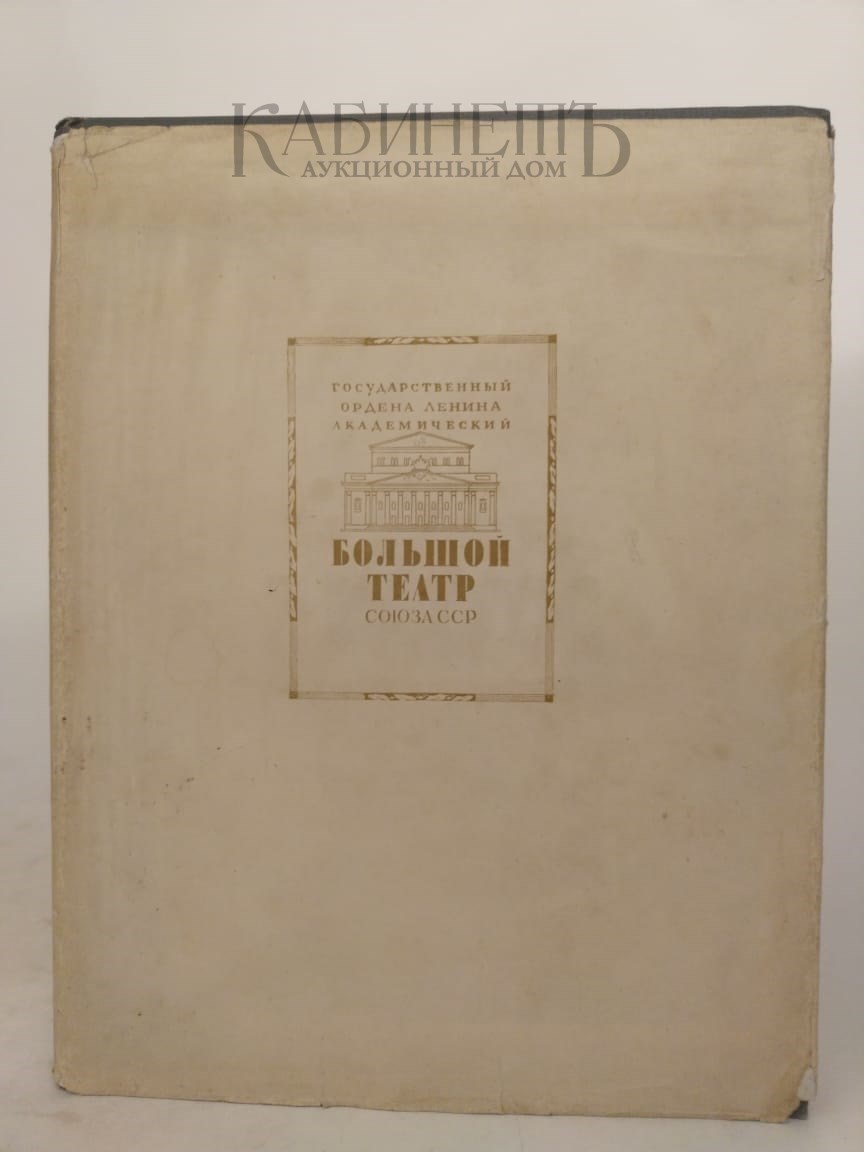 КАБИНЕТЪ
АУКЦИОННЫЙ ДОМ
ГОСУДАРСТВЕННЫЙ
ОРДЕНА ЛЕНИНА
АКАДЕМИЧЕСКИЙ
БОЛЬШОЙ
ТЕАТР
СОЮЗА ССР